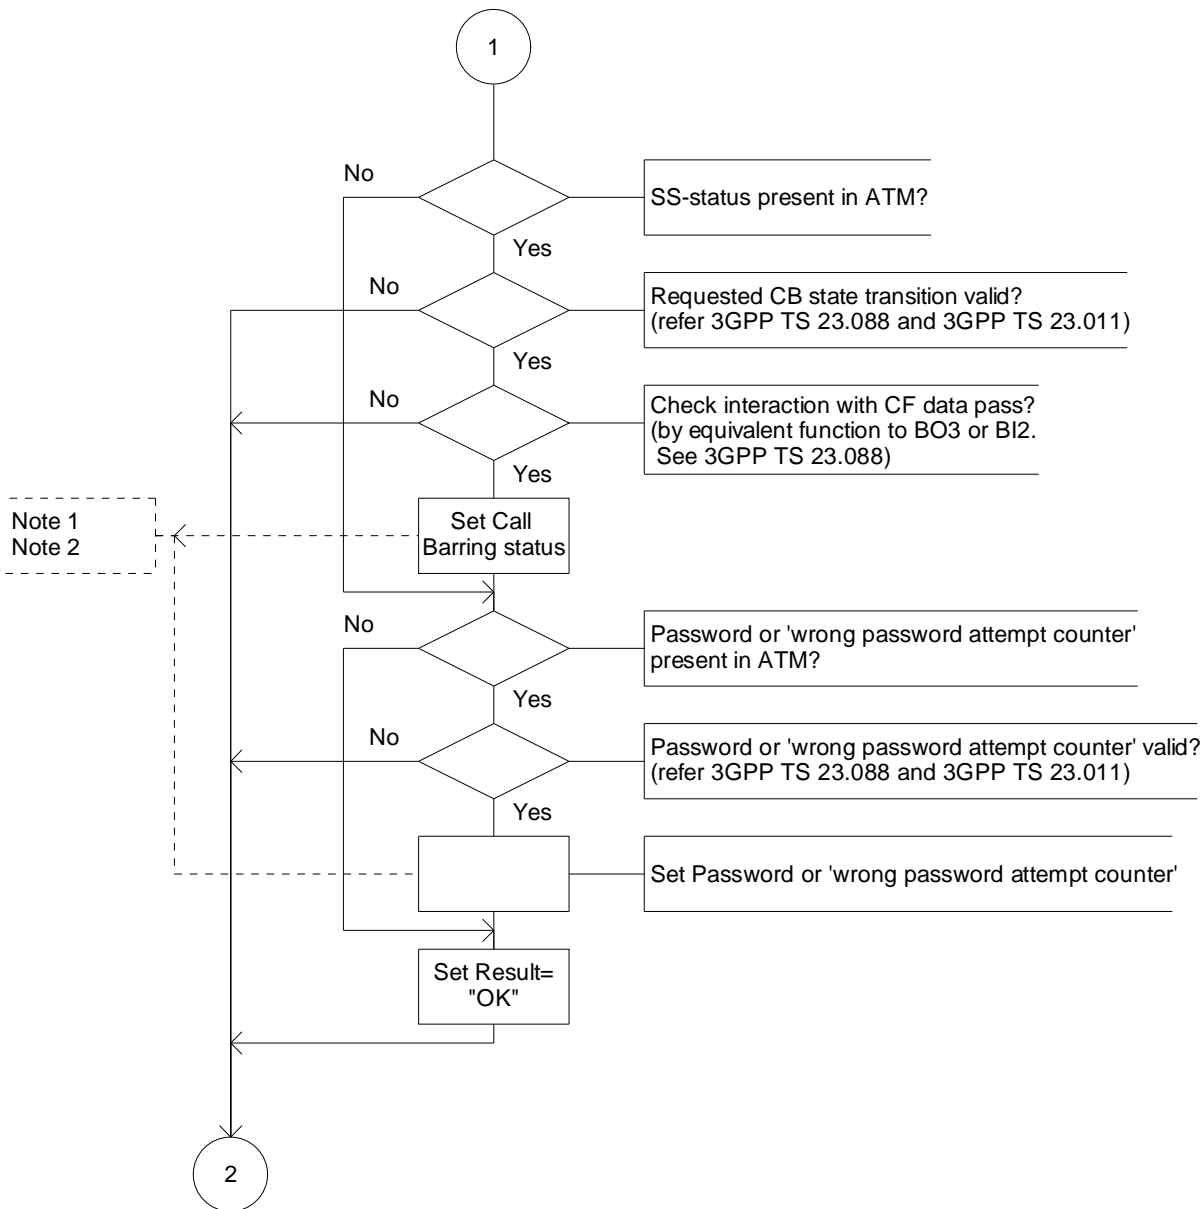 1
No
SS-status present in ATM?
Yes
No
Requested CB state transition valid?
(refer 3GPP TS 23.088 and 3GPP TS 23.011)
Yes
No
Check interaction with CF data pass?
(by equivalent function to BO3 or BI2.
See 3GPP TS 23.088)
Yes
Note 1
Note 2
Set Call
Barring status
No
Password or 'wrong password attempt counter'
present in ATM?
Yes
No
Password or 'wrong password attempt counter' valid?
(refer 3GPP TS 23.088 and 3GPP TS 23.011)
Yes
Set Password or 'wrong password attempt counter'
Set Result=
"OK"
2